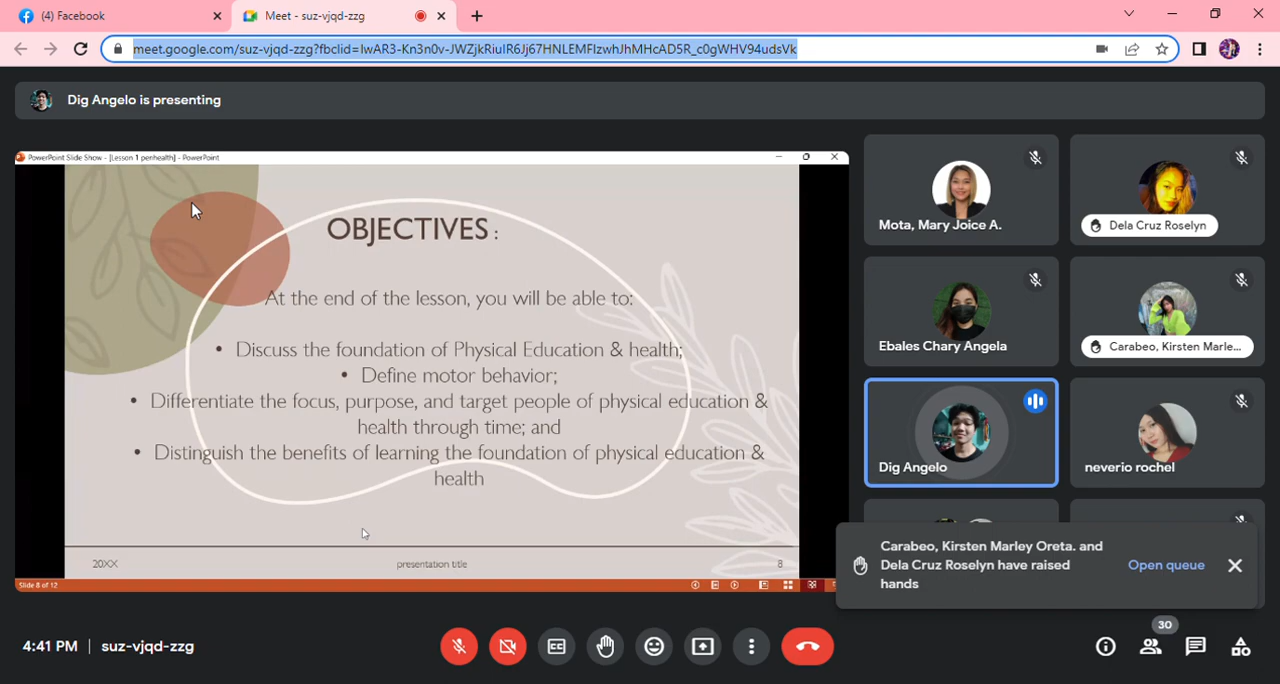 (4) Facebook
Meet - suz-vjqd-zzg
meet.google.com/suz-vjqd-zzg?fbclid=IwAR3-Kn3n0v-JWZjkRiuIR6Jj67HNLEMFIzwhJhMHcAD5R_c0gWHV94udsVk
Dig Angelo is presenting
PowerPoint Slide Show - [Lesson 1 perihealth] - PowerPoint
OBJECTIVES :
At the end of the lesson, you will be able to:
• Discuss the foundation of Physical Education & health;
• Define motor behavior;
• Differentiate the focus, purpose, and target people of physical education &
health through time; and
• Distinguish the benefits of learning the foundation of physical education &
health
20XX
presentation title
8
Slide 8 of 12
Mota, Mary Joice A.
Dela Cruz Roselyn
Ebales Chary Angela
Carabeo, Kirsten Marle...
Dig Angelo
neverio rochel
Carabeo, Kirsten Marley Oreta. and
Dela Cruz Roselyn have raised
hands
Open queue
4:41 PM | suz-vjqd-zzg
30